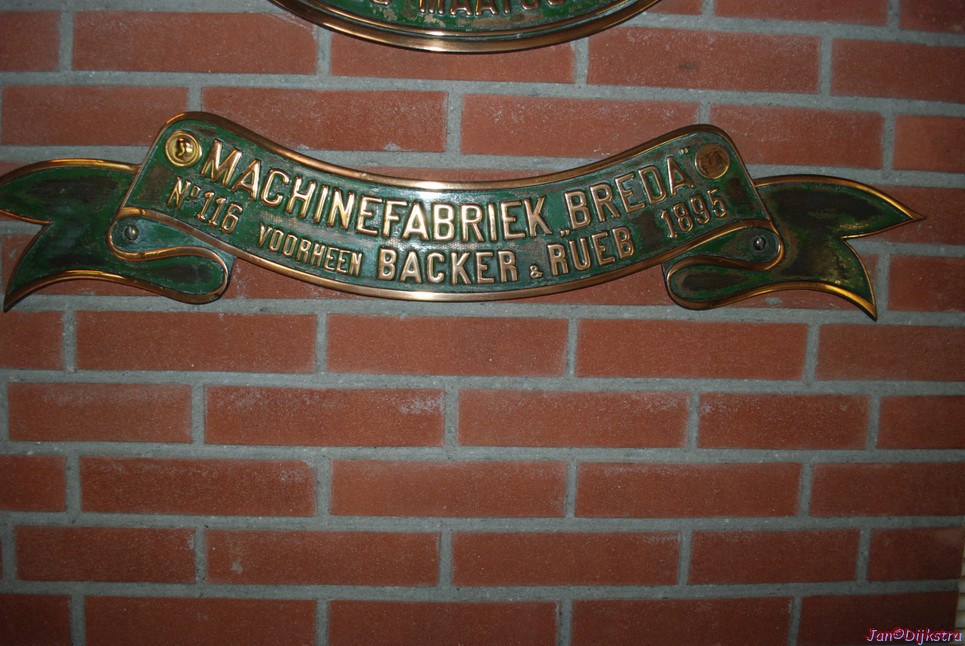 MACHINEFABRIEK „BREDA"
No 116 VOORHEEN BACKER & RUEB 1895
Jan©Dijkstra